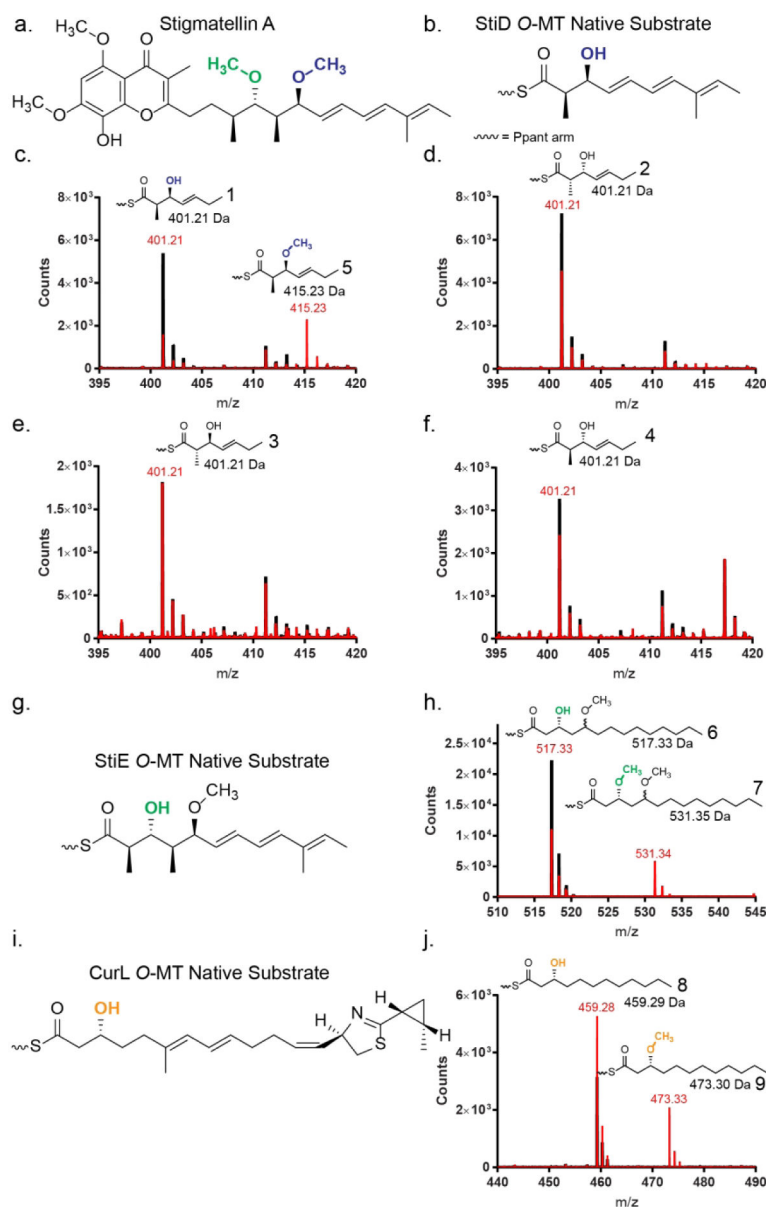 a. Stigmatellin A
b. StiD O-MT Native Substrate
O O O
H₃C CH₃
O O
O
OH O
O OH
S
= Ppant arm
c.
O OH
S
1
401.21 Da
401.21
O O CH₃
S
5
415.23 Da
415.23
8×10³
6×10³
4×10³
2×10³
0
Counts
395 400 405 410 415 420
m/z
d.
O OH
S
2
401.21 Da
401.21
8×10³
6×10³
4×10³
2×10³
0
Counts
395 400 405 410 415 420
m/z
e.
O OH
S
3
401.21 Da
401.21
2×10³
1×10³
1×10³
5×10²
0
Counts
395 400 405 410 415 420
m/z
f.
O OH
S
4
401.21 Da
401.21
4×10³
3×10³
2×10³
1×10³
0
Counts
395 400 405 410 415 420
m/z
g.
StiE O-MT Native Substrate
O OH O CH₃
S
h.
O OH O CH₃
S
6
517.33 Da
517.33
O O CH₃ O CH₃
S
7
531.35 Da
531.34
2.5×10⁴
2×10⁴
1.5×10⁴
1×10⁴
5×10³
0
Counts
510 515 520 525 530 535 540 545
m/z
i.
CurL O-MT Native Substrate
O OH
S
H N S H H
j.
O OH
S
8
459.29 Da
459.28
O O CH₃
S
473.30 Da 9
473.33
6×10³
4×10³
2×10³
0
Counts
440 450 460 470 480 490
m/z